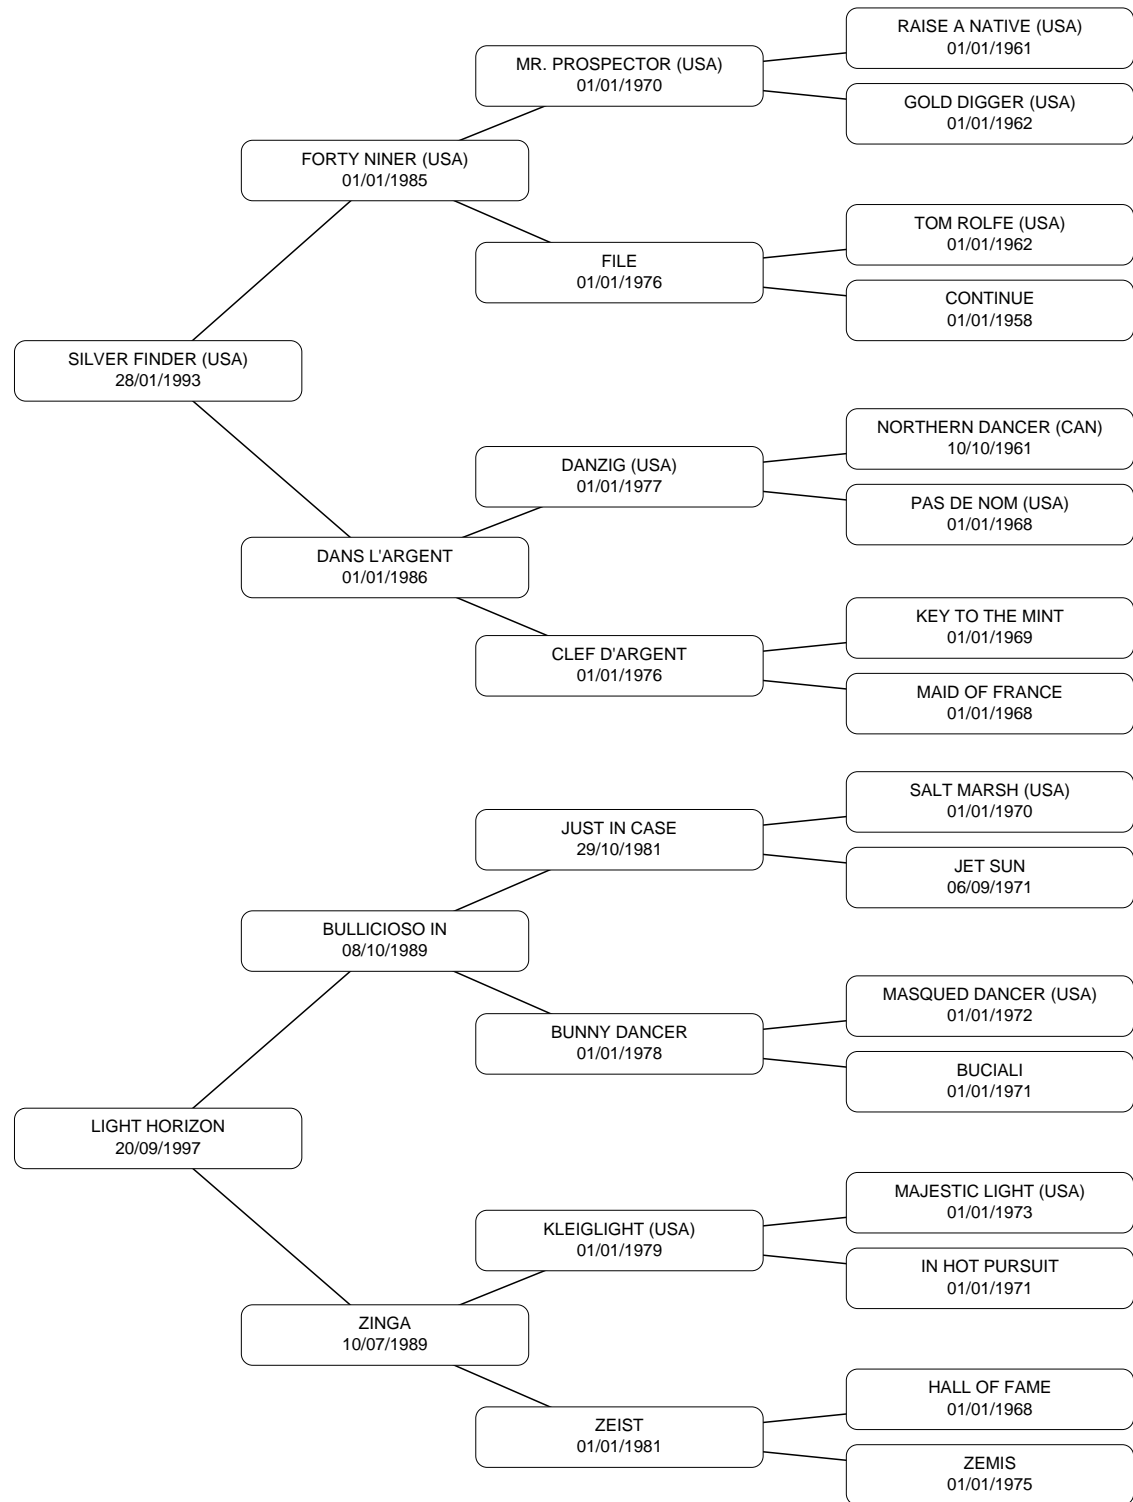 RAISE A NATIVE (USA)
01/01/1961
MR. PROSPECTOR (USA)
01/01/1970
GOLD DIGGER (USA)
01/01/1962
FORTY NINER (USA)
01/01/1985
TOM ROLFE (USA)
01/01/1962
FILE
01/01/1976
CONTINUE
01/01/1958
SILVER FINDER (USA)
28/01/1993
NORTHERN DANCER (CAN)
10/10/1961
DANZIG (USA)
01/01/1977
PAS DE NOM (USA)
01/01/1968
DANS L'ARGENT
01/01/1986
KEY TO THE MINT
01/01/1969
CLEF D'ARGENT
01/01/1976
MAID OF FRANCE
01/01/1968
SALT MARSH (USA)
01/01/1970
JUST IN CASE
29/10/1981
JET SUN
06/09/1971
BULLICIOSO IN
08/10/1989
MASQUED DANCER (USA)
01/01/1972
BUNNY DANCER
01/01/1978
BUCIALI
01/01/1971
LIGHT HORIZON
20/09/1997
MAJESTIC LIGHT (USA)
01/01/1973
KLEIGLIGHT (USA)
01/01/1979
IN HOT PURSUIT
01/01/1971
ZINGA
10/07/1989
HALL OF FAME
01/01/1968
ZEIST
01/01/1981
ZEMIS
01/01/1975